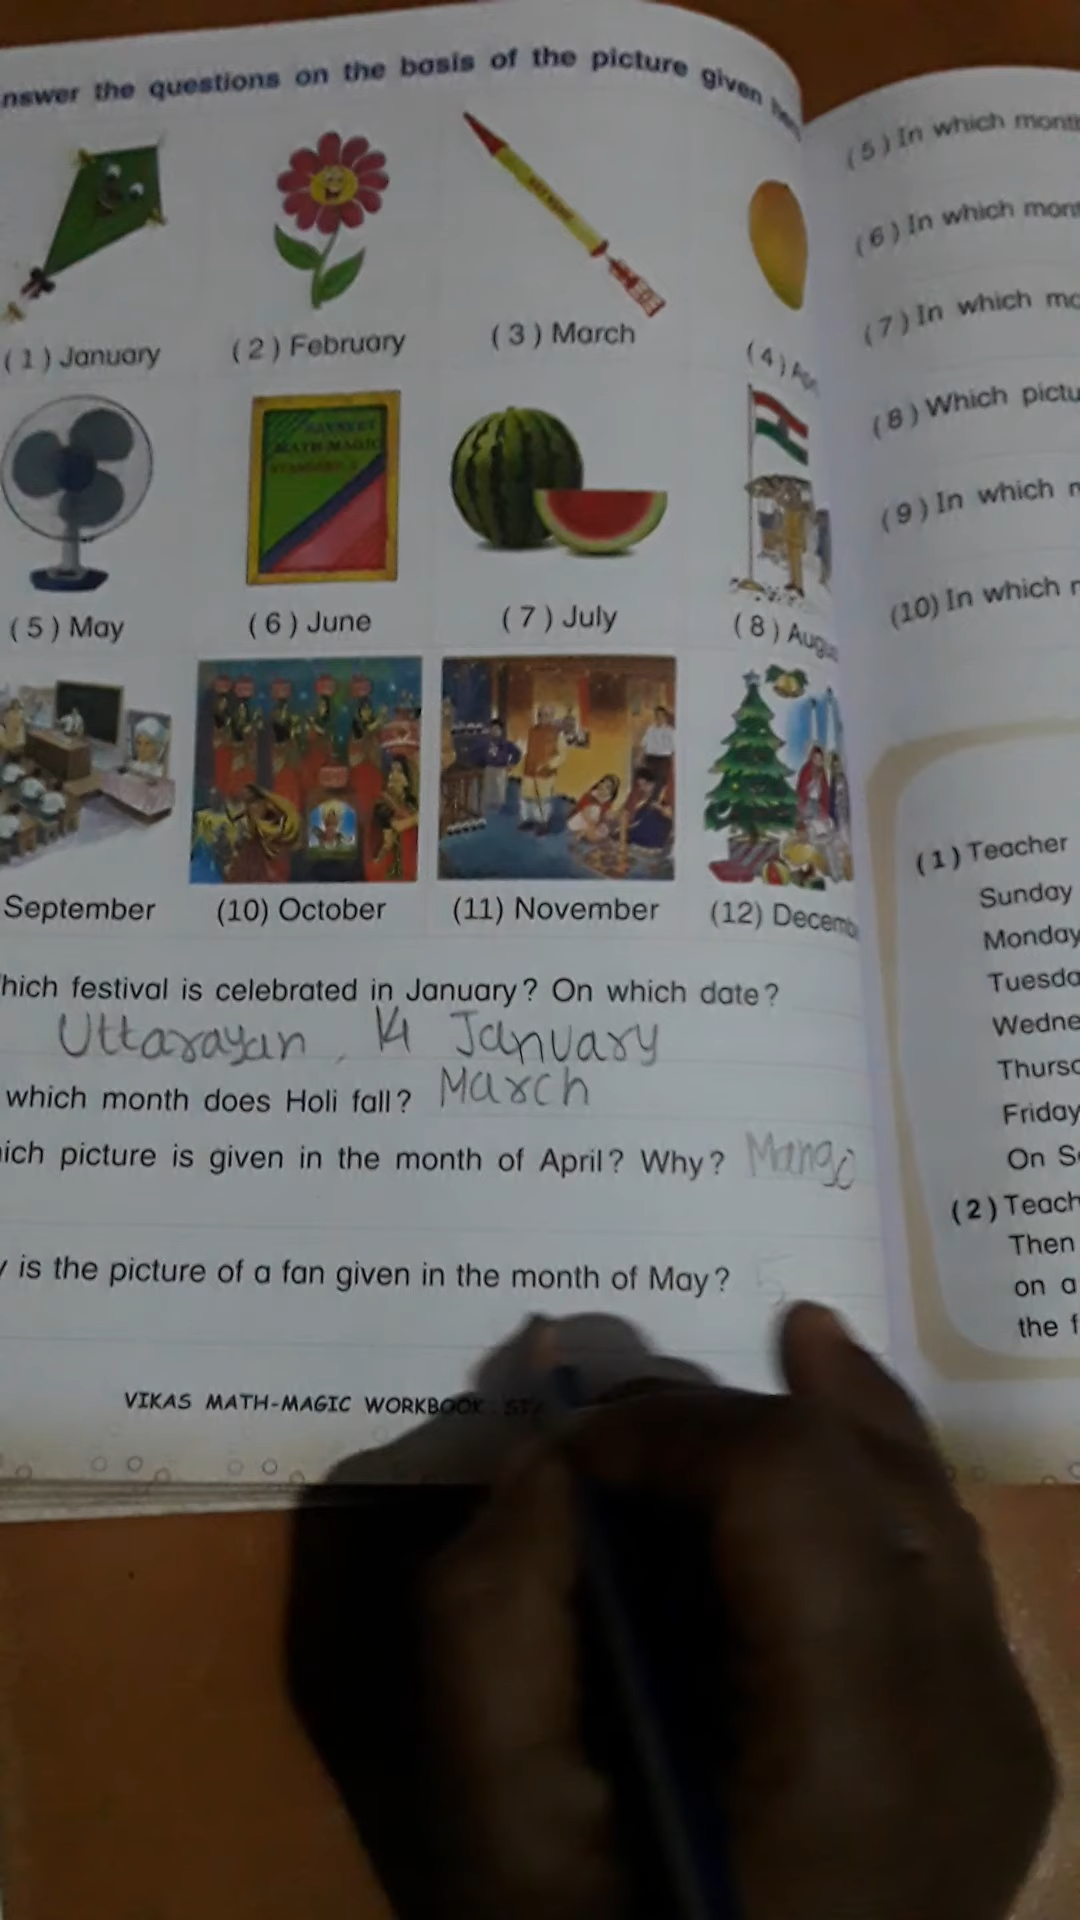 nswer the questions on the basis of the picture given
(1) January
(2) February
(3) March
(4)
(5) May
(6) June
(7) July
(8) Augu
MATH-MAGIC
September
(10) October
(11) November
(12) Decemb
hich festival is celebrated in January? On which date?
Uttarayan, 14 January
which month does Holi fall? March
ich picture is given in the month of April? Why? Mango
is the picture of a fan given in the month of May? 5
VIKAS MATH-MAGIC WORKBOOK
(5) In which month
(6) In which mon
(7) In which mo
(8) Which pictu
(9) In which
(10) In which
(1) Teacher
Sunday
Monday
Tuesda
Wedne
Thursd
Friday
On S
(2) Teach
Then
on a
the f